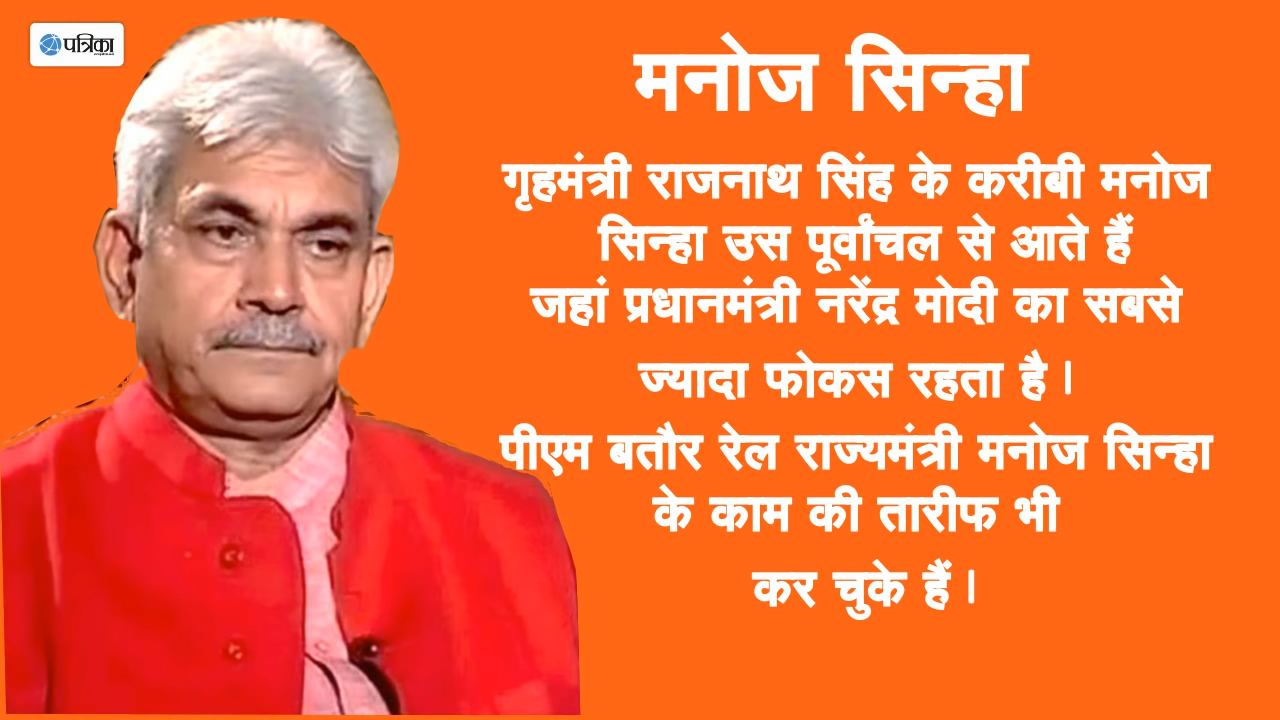 पत्रिका
मनोज सिन्हा
गृहमंत्री राजनाथ सिंह के करीबी मनोज
सिन्हा उस पूर्वांचल से आते हैं
जहां प्रधानमंत्री नरेंद्र मोदी का सबसे
ज्यादा फोकस रहता है।
पीएम बतौर रेल राज्यमंत्री मनोज सिन्हा
के काम की तारीफ भी
कर चुके हैं।